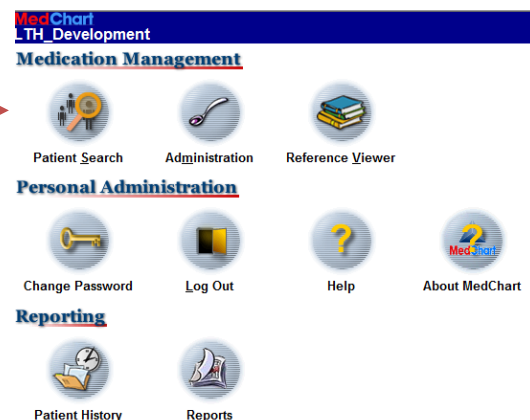 MedChart
LTH_Development
Medication Management
Patient Search
Administration
Reference Viewer
Personal Administration
?
?
MedChart
Change Password
Log Out
Help
About MedChart
Reporting
Patient History
Reports